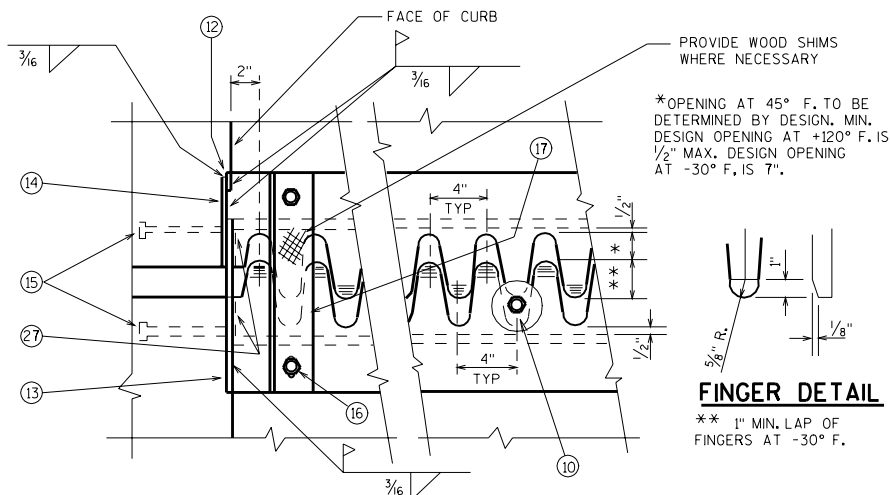 FACE OF CURB
12
3/16
2"
3/16
PROVIDE WOOD SHIMS
WHERE NECESSARY
*OPENING AT 45° F. TO BE
DETERMINED BY DESIGN. MIN.
DESIGN OPENING AT +120° F. IS
1/2" MAX. DESIGN OPENING
AT -30° F. IS 7".
17
14
4"
TYP
1/2"
*
**
15
1"
1/8"
5/8" R.
27
1/2"
4"
TYP
13
16
10
3/16
FINGER DETAIL
** 1" MIN. LAP OF
FINGERS AT -30° F.